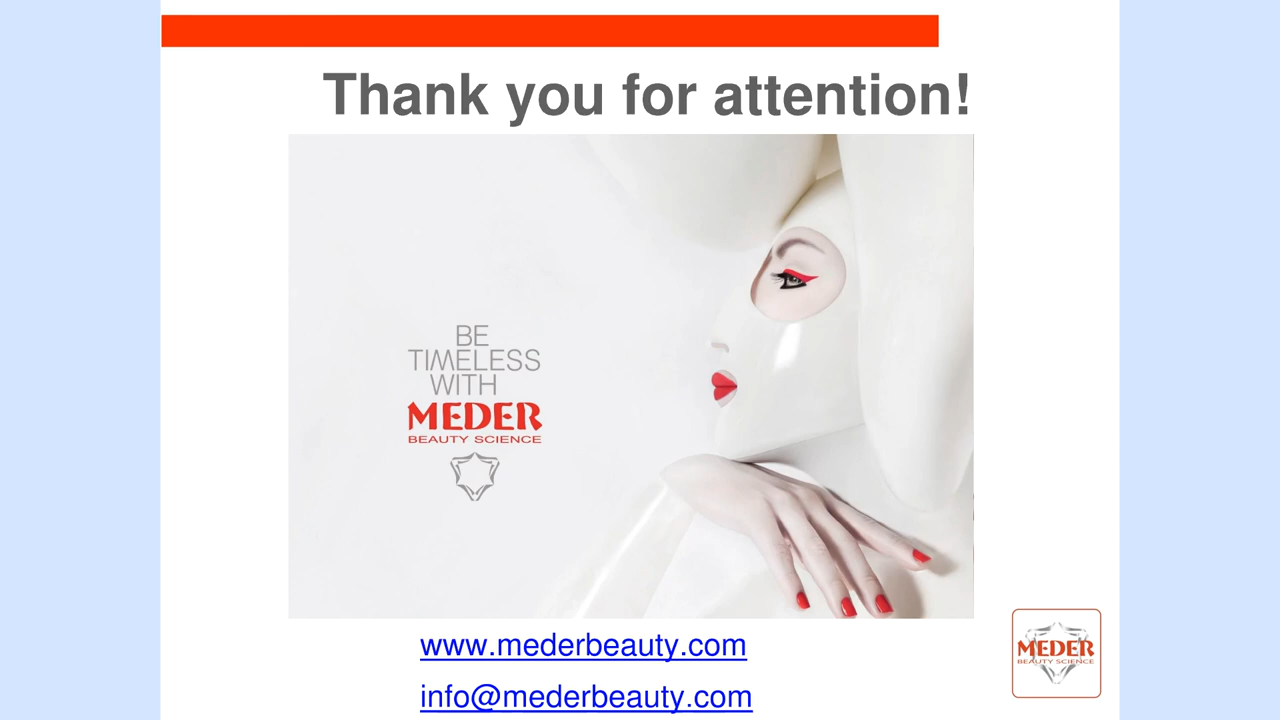 Thank you for attention!
BE
TIMELESS
WITH
MEDER
BEAUTY SCIENCE
www.mederbeauty.com
info@mederbeauty.com
MEDER
BEAUTY SCIENCE